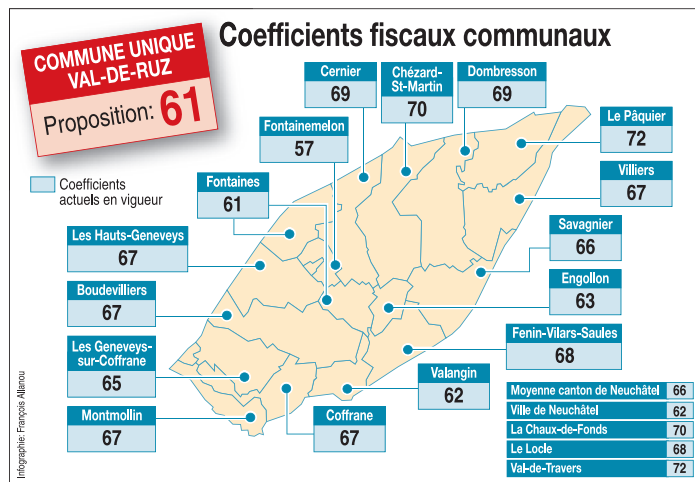 Coefficients fiscaux communaux
COMMUNE UNIQUE
VAL-DE-RUZ
Proposition: 61
Coefficients
actuels en vigueur
Cernier
69
Chézard-
St-Martin
70
Dombresson
69
Le Pâquier
72
Fontainemelon
57
Villiers
67
Fontaines
61
Savagnier
66
Les Hauts-Geneveys
67
Engollon
63
Boudevilliers
67
Fenin-Vilars-Saules
68
Les Geneveys-
sur-Coffrane
65
Valangin
62
Montmollin
67
Coffrane
67
Moyenne canton de Neuchâtel 66
Ville de Neuchâtel 62
La Chaux-de-Fonds 70
Le Locle 68
Val-de-Travers 72
Infographie: François Allanou